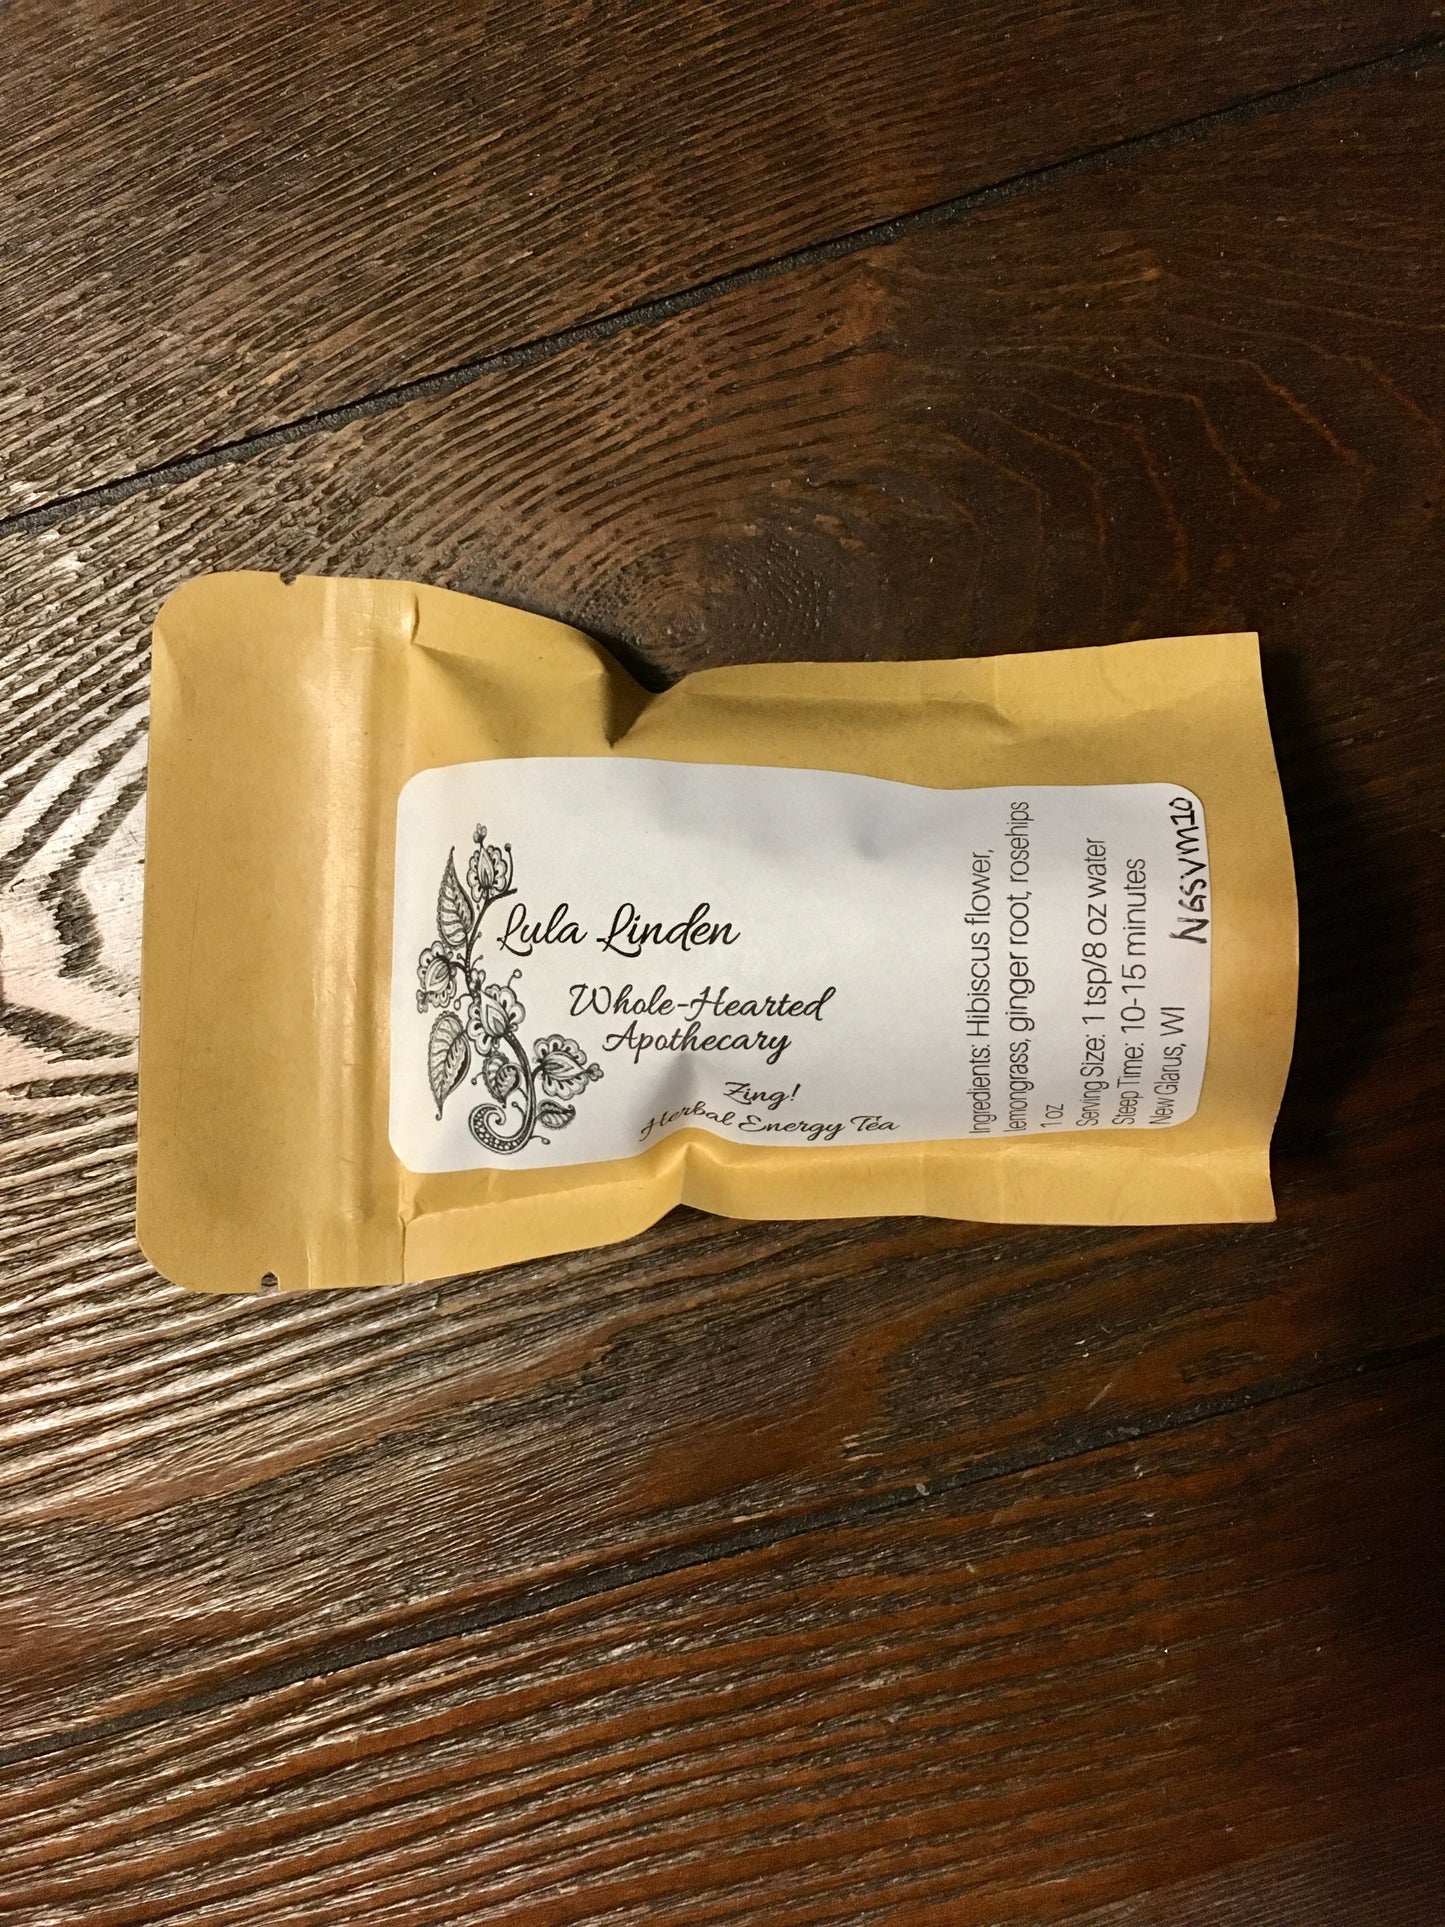 Lula Linden
Whole-Hearted
Apothecary
Zing!
Herbal Energy Tea
Ingredients: Hibiscus flower,
lemongrass, ginger root, rosehips
1 oz
Serving Size: 1 tsp/8 oz water
Steep Time: 10-15 minutes
New Glarus, WI